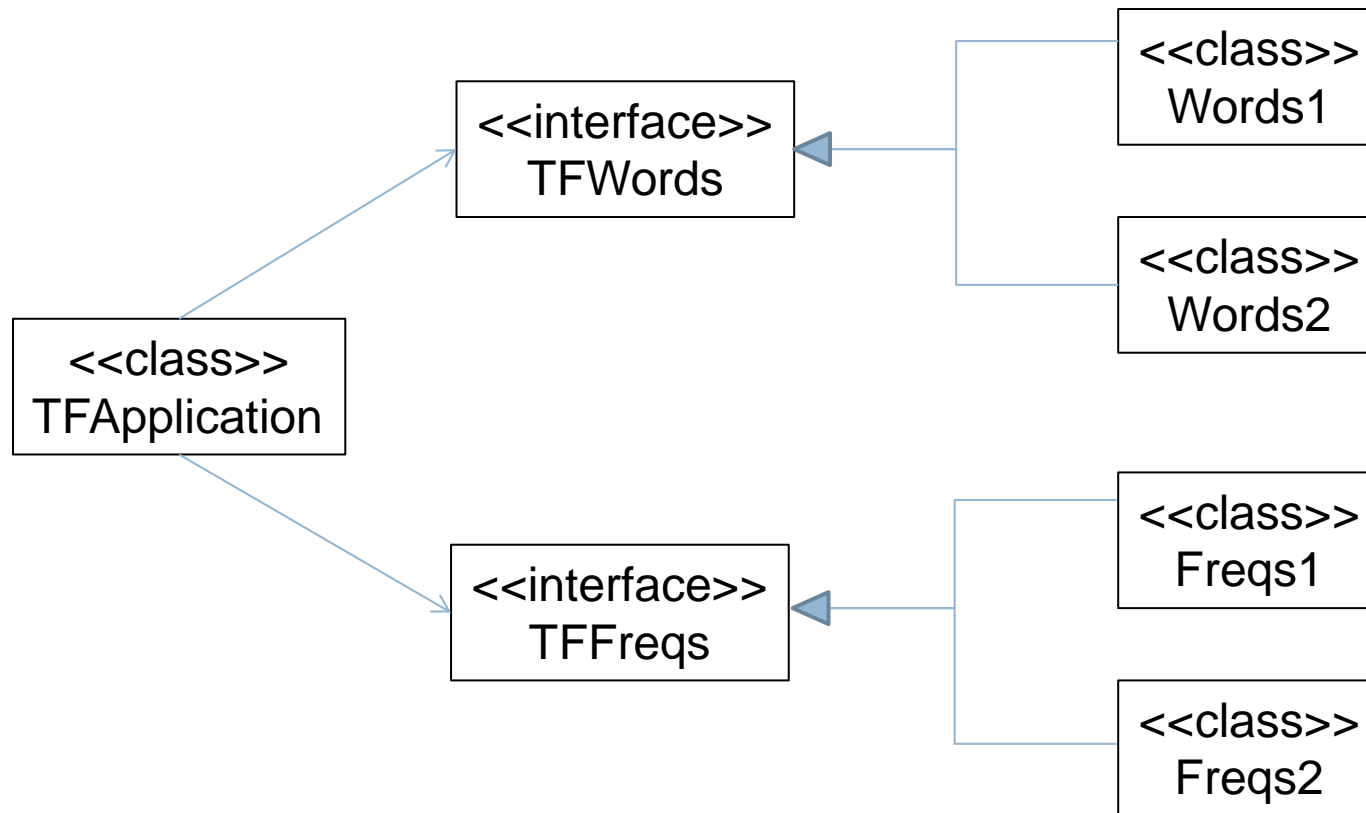 <<class>>
Words1
<<interface>>
TFWords
<<class>>
Words2
<<class>>
TFApplication
<<class>>
Freqs1
<<interface>>
TFFreqs
<<class>>
Freqs2